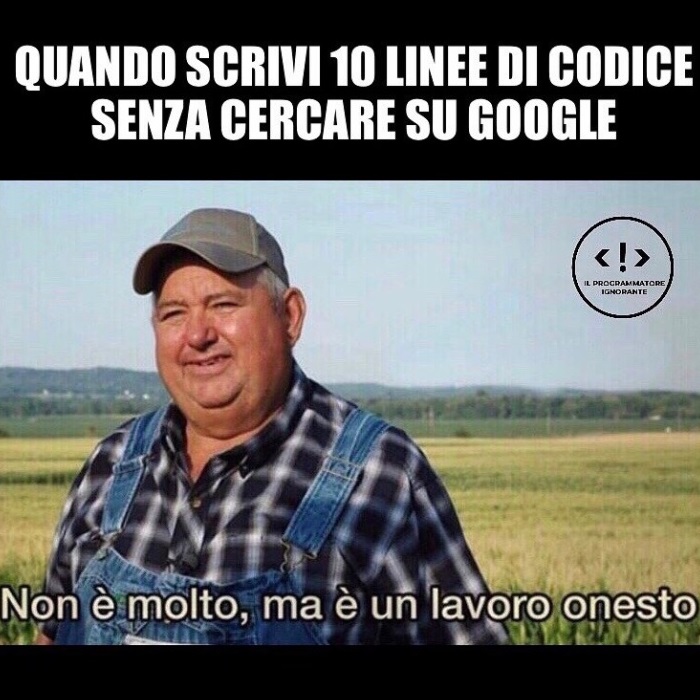 QUANDO SCRIVI 10 LINEE DI CODICE
SENZA CERCARE SU GOOGLE
<!>
IL PROGRAMMATORE
IGNORANTE
Non è molto, ma è un lavoro onesto